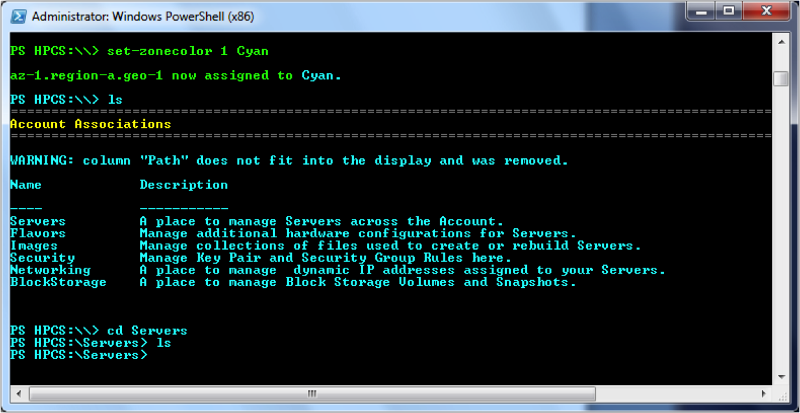 Administrator: Windows PowerShell (x86)
PS HPCS:\\> set-zonecolor 1 Cyan
az-1.region-a.geo-1 now assigned to Cyan.
PS HPCS:\\> ls
================================================================================
Account Associations
================================================================================
WARNING: column "Path" does not fit into the display and was removed.
Name Description
---- -----------
Servers A place to manage Servers across the Account.
Flavors Manage additional hardware configurations for Servers.
Images Manage collections of files used to create or rebuild Servers.
Security Manage Key Pair and Security Group Rules here.
Networking A place to manage  dynamic IP addresses assigned to your Servers.
BlockStorage A place to manage Block Storage Volumes and Snapshots.
PS HPCS:\\> cd Servers
PS HPCS:\Servers> ls
PS HPCS:\Servers>